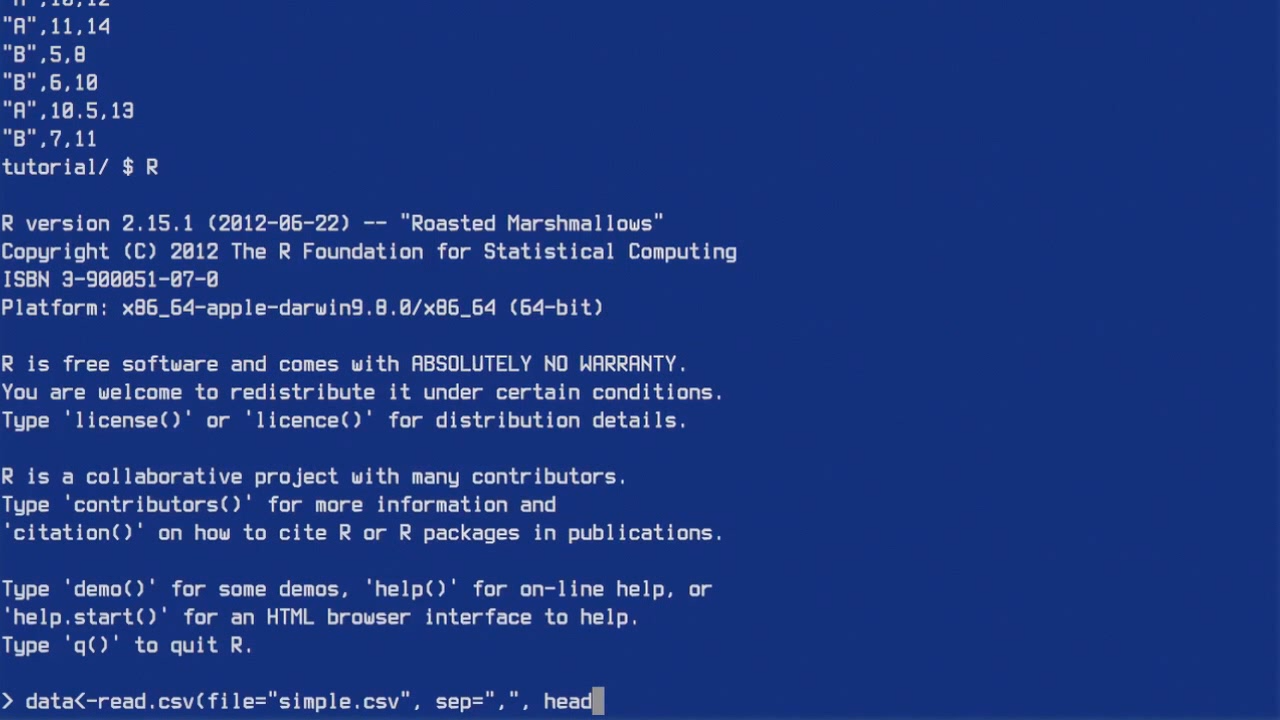 "A",10,12
"A",11,14
"B",5,8
"B",6,10
"A",10.5,13
"B",7,11
tutorial/ $ R
R version 2.15.1 (2012-06-22) -- "Roasted Marshmallows"
Copyright (C) 2012 The R Foundation for Statistical Computing
ISBN 3-900051-07-0
Platform: x86_64-apple-darwin9.8.0/x86_64 (64-bit)
R is free software and comes with ABSOLUTELY NO WARRANTY.
You are welcome to redistribute it under certain conditions.
Type 'license()' or 'licence()' for distribution details.
R is a collaborative project with many contributors.
Type 'contributors()' for more information and
'citation()' on how to cite R or R packages in publications.
Type 'demo()' for some demos, 'help()' for on-line help, or
'help.start()' for an HTML browser interface to help.
Type 'q()' to quit R.
> data<-read.csv(file="simple.csv", sep=",", head